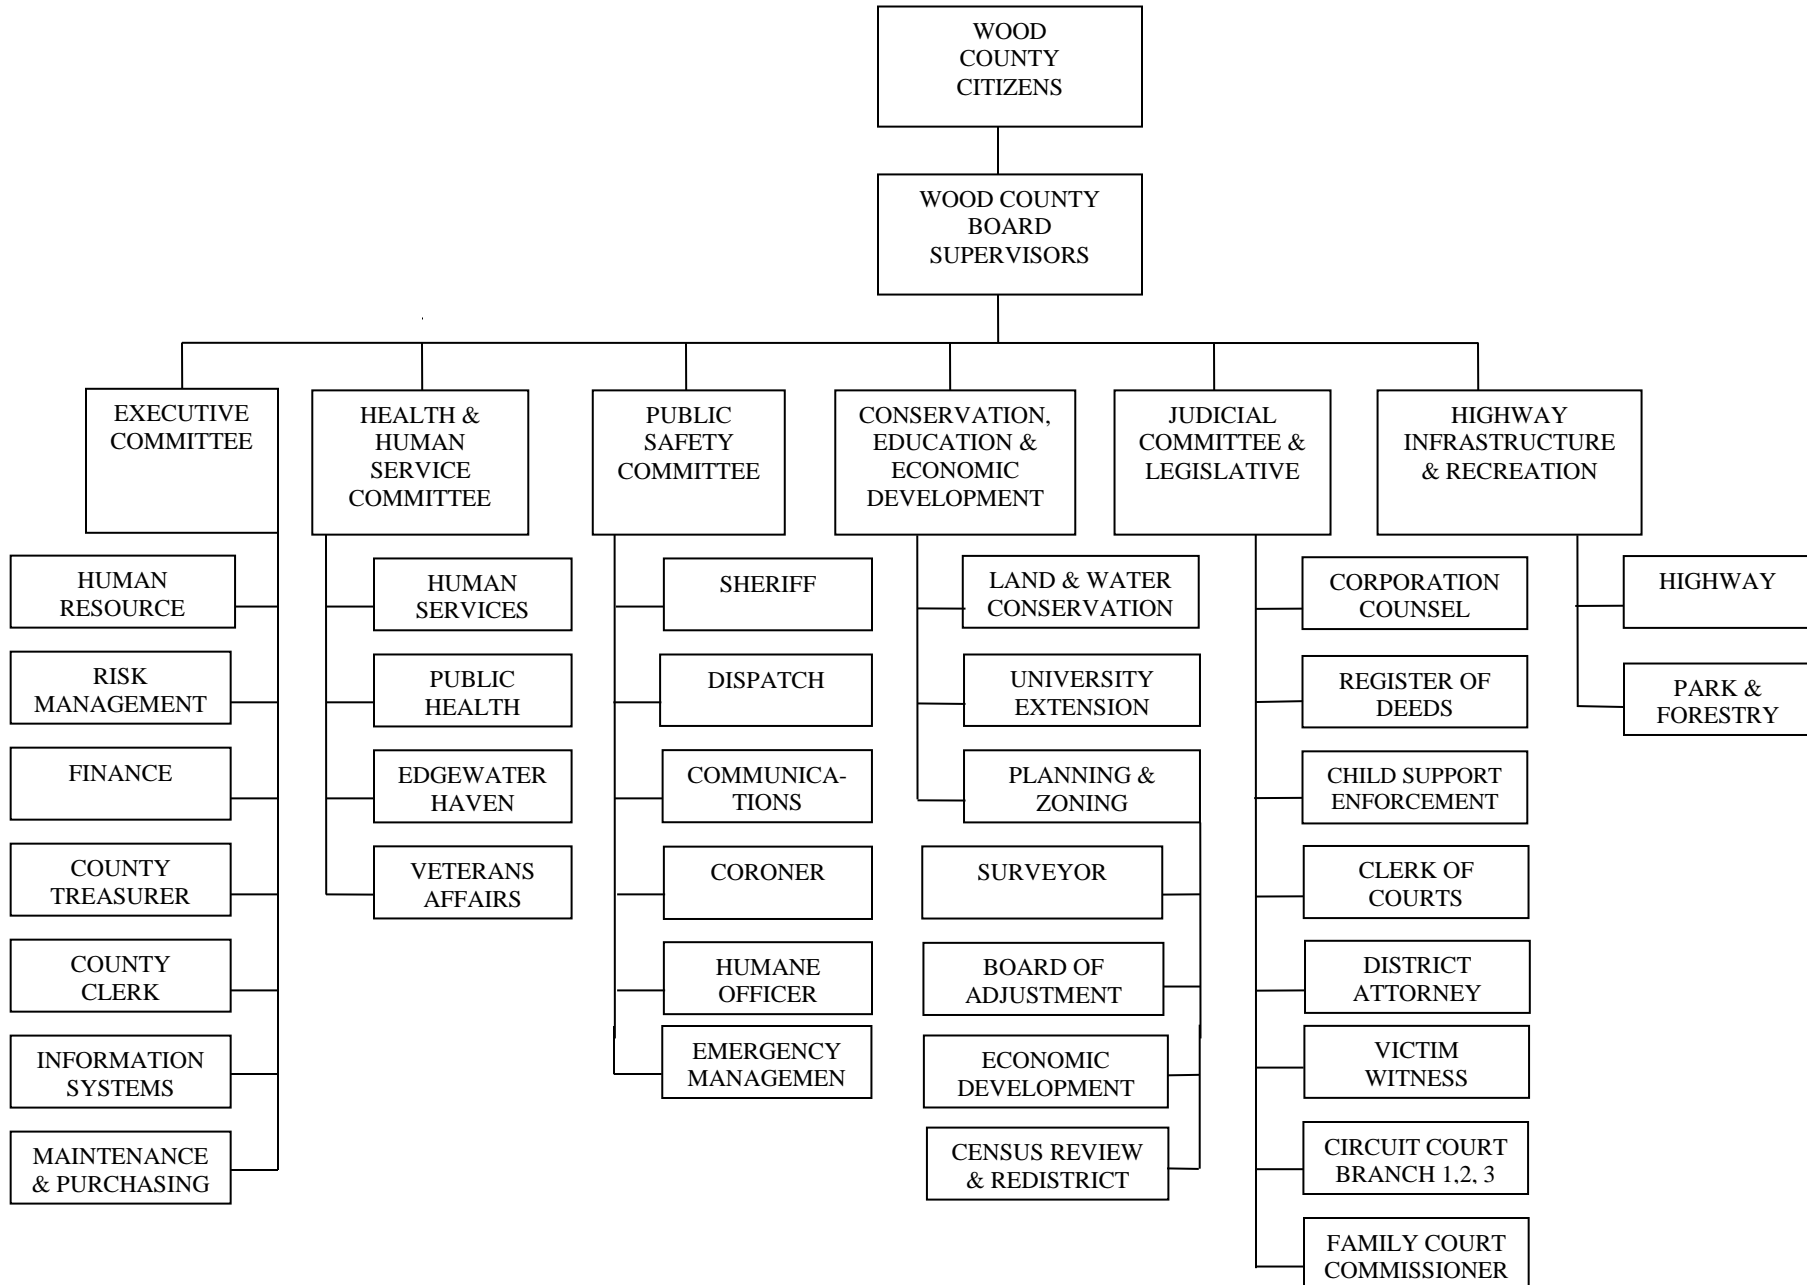 WOOD
COUNTY
CITIZENS
WOOD COUNTY
BOARD
SUPERVISORS
EXECUTIVE
COMMITTEE
HUMAN
RESOURCE
RISK
MANAGEMENT
FINANCE
COUNTY
TREASURER
COUNTY
CLERK
INFORMATION
SYSTEMS
MAINTENANCE
& PURCHASING
HEALTH &
HUMAN
SERVICE
COMMITTEE
HUMAN
SERVICES
PUBLIC
HEALTH
EDGEWATER
HAVEN
VETERANS
AFFAIRS
PUBLIC
SAFETY
COMMITTEE
SHERIFF
DISPATCH
COMMUNICA-
TIONS
CORONER
HUMANE
OFFICER
EMERGENCY
MANAGEMEN
CONSERVATION,
EDUCATION &
ECONOMIC
DEVELOPMENT
LAND & WATER
CONSERVATION
UNIVERSITY
EXTENSION
PLANNING &
ZONING
SURVEYOR
BOARD OF
ADJUSTMENT
ECONOMIC
DEVELOPMENT
CENSUS REVIEW
& REDISTRICT
JUDICIAL
COMMITTEE &
LEGISLATIVE
CORPORATION
COUNSEL
REGISTER OF
DEEDS
CHILD SUPPORT
ENFORCEMENT
CLERK OF
COURTS
DISTRICT
ATTORNEY
VICTIM
WITNESS
CIRCUIT COURT
BRANCH 1,2, 3
FAMILY COURT
COMMISSIONER
HIGHWAY
INFRASTRUCTURE
& RECREATION
HIGHWAY
PARK &
FORESTRY